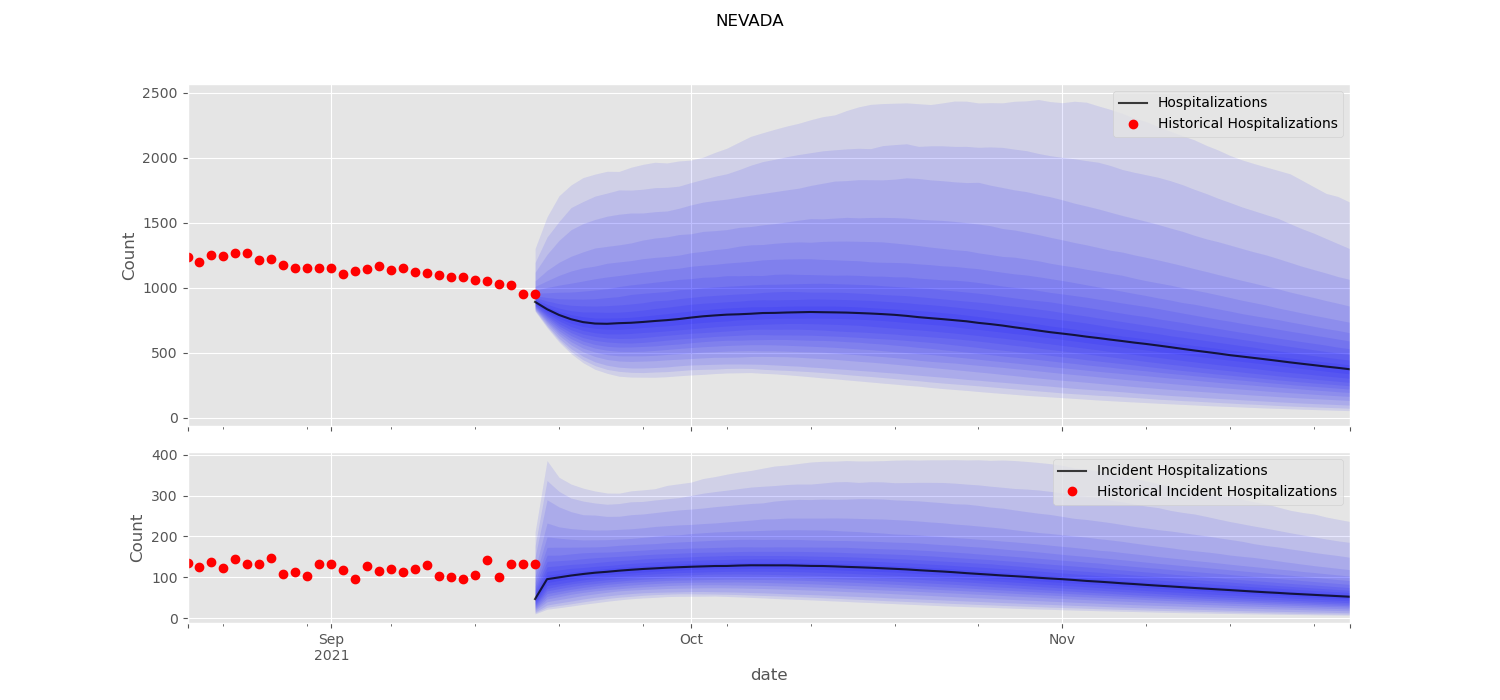 NEVADA
2500
2000
1500
1000
500
0
Count
Hospitalizations
Historical Hospitalizations
400
300
200
100
0
Count
Incident Hospitalizations
Historical Incident Hospitalizations
Sep
2021
Oct
Nov
date